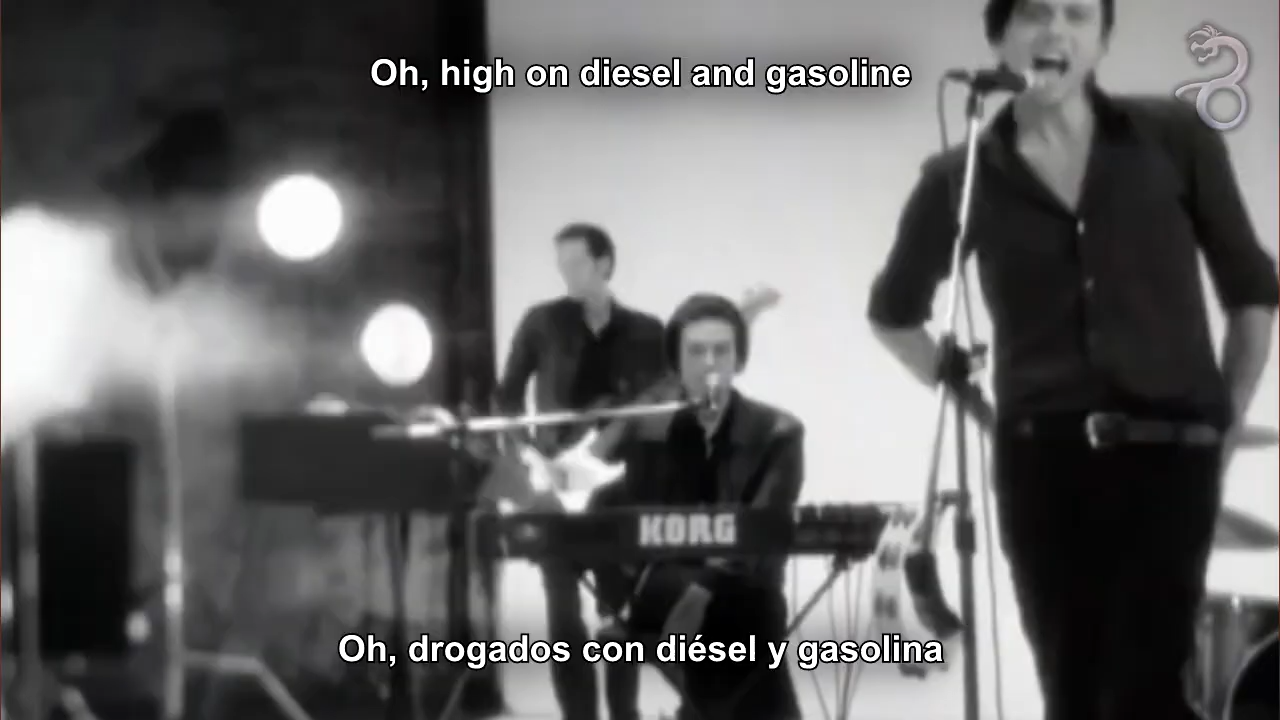 Oh, high on diesel and gasoline
KORG
Oh, drogados con diésel y gasolina